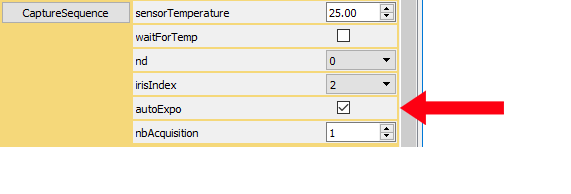 CaptureSequence sensorTemperature 25.00
waitForTemp
nd 0
irisIndex 2
autoExpo
nbAcquisition 1